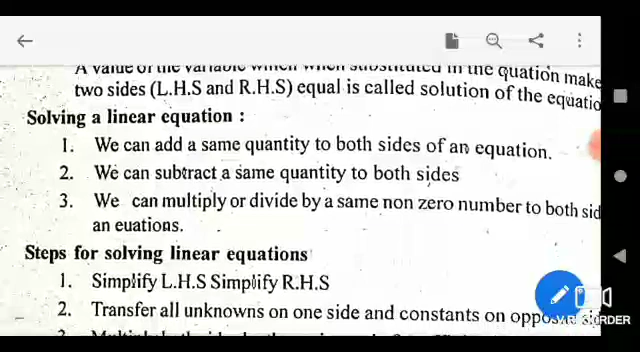 A value of the variable which when substituted in the quation make
two sides (L.H.S and R.H.S) equal is called solution of the equatio
Solving a linear equation :
1. We can add a same quantity to both sides of an equation.
2. We can subtract a same quantity to both sides
3. We can multiply or divide by a same non zero number to both sid
an euations.
Steps for solving linear equations
1. Simplify L.H.S Simplify R.H.S
2. Transfer all unknowns on one side and constants on oppos
RDER